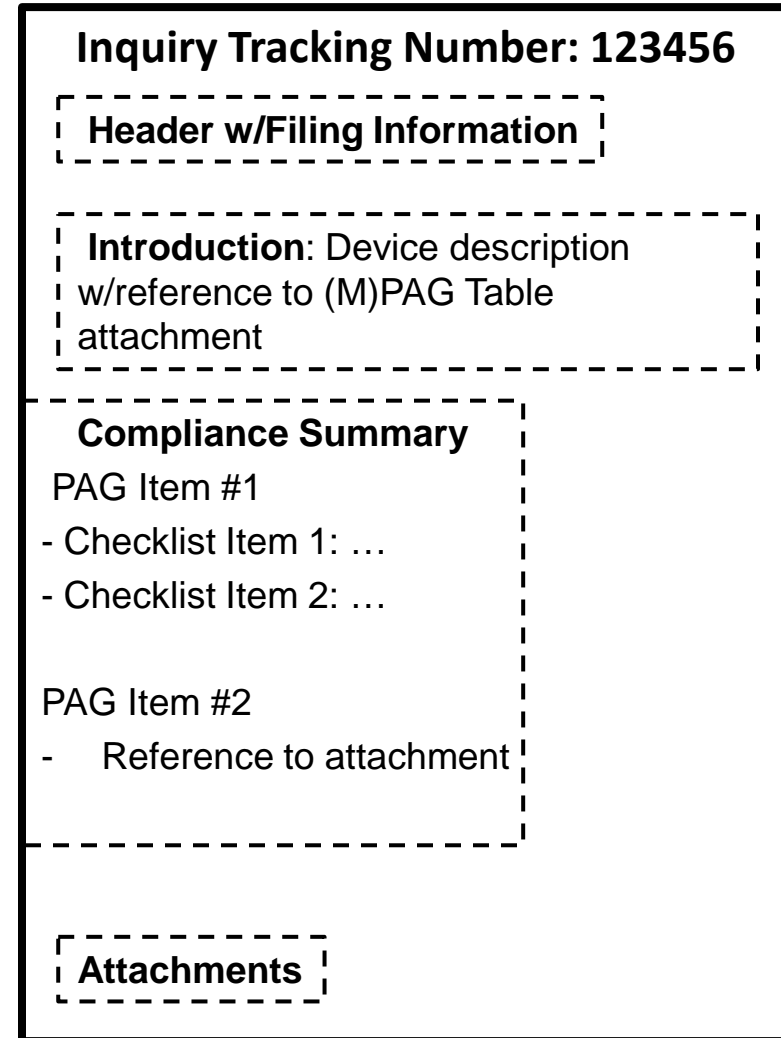 Inquiry Tracking Number: 123456
Header w/Filing Information
Introduction: Device description
w/reference to (M)PAG Table
attachment
Compliance Summary
PAG Item #1
- Checklist Item 1: …
- Checklist Item 2: …
PAG Item #2
- Reference to attachment
Attachments